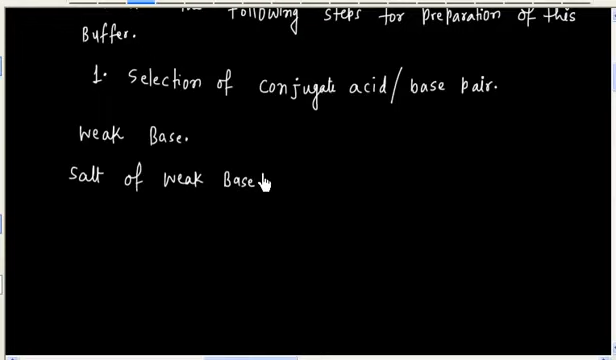 following steps for preparation of this
Buffer.
1. Selection of conjugate acid/ base pair.
Weak Base.
Salt of weak Base